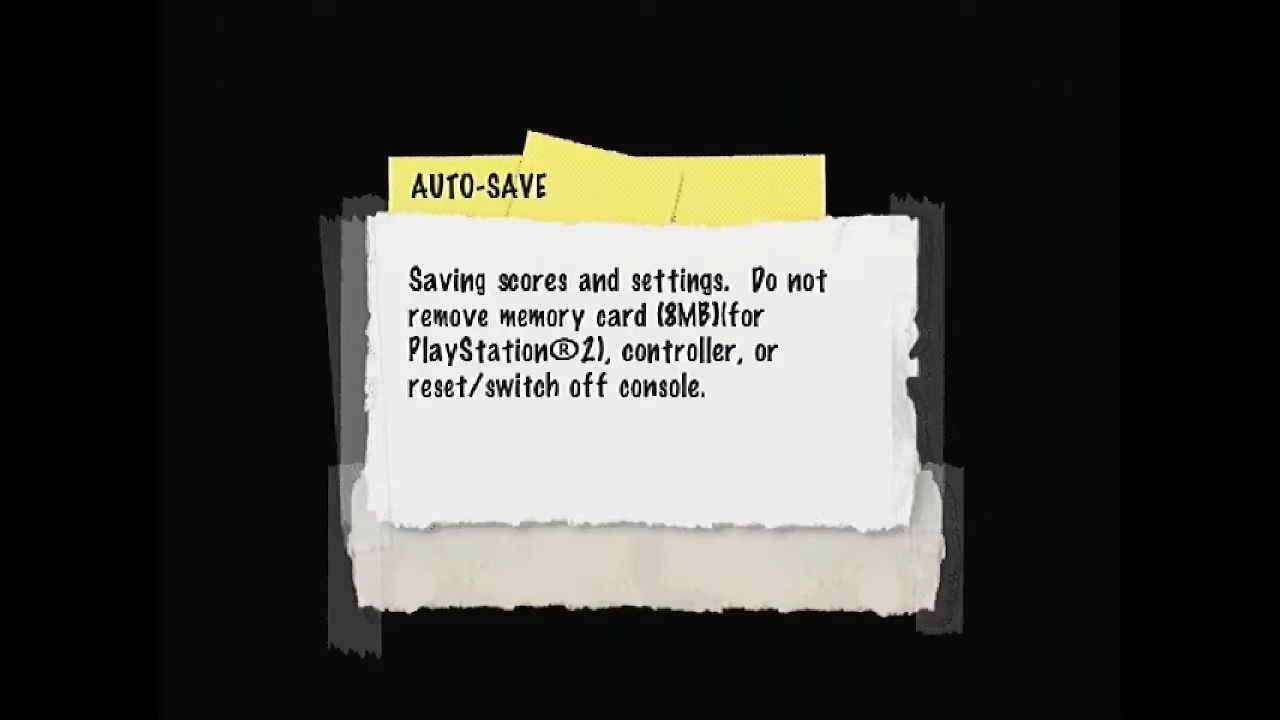 AUTO-SAVE
Saving scores and settings.  Do not
remove memory card (8MB)(for
PlayStation®2), controller, or
reset/switch off console.